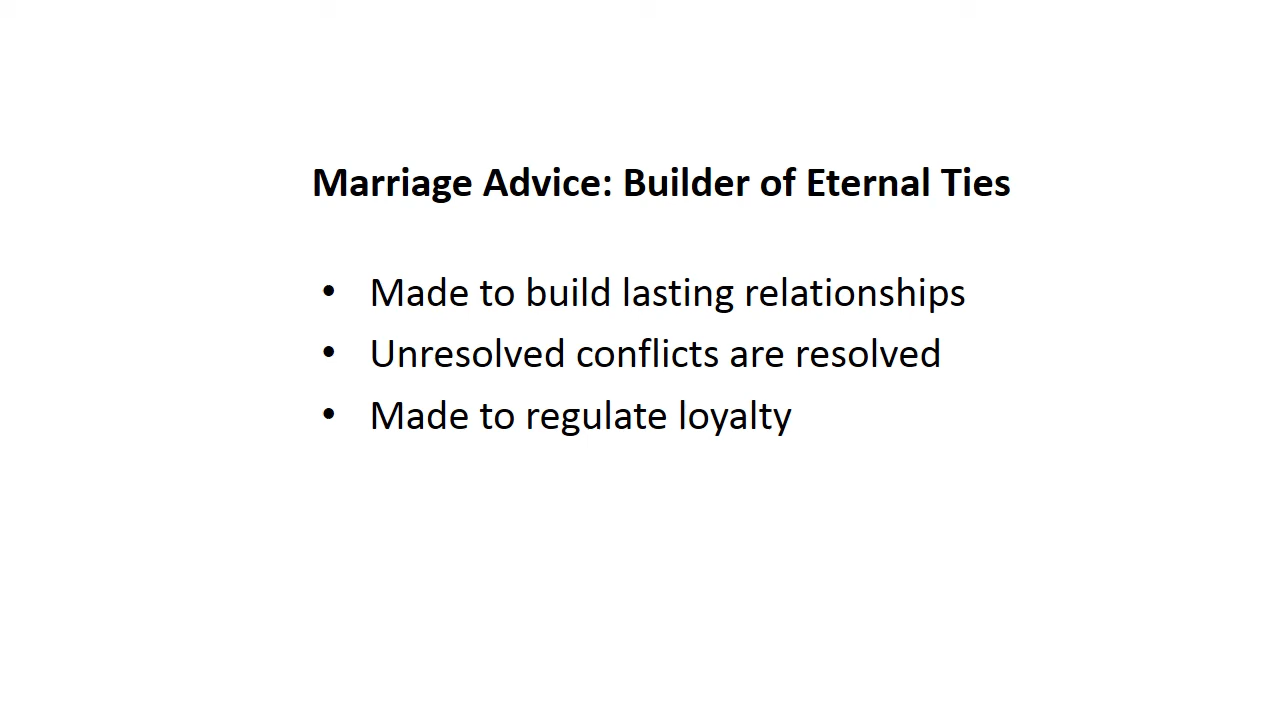 Marriage Advice: Builder of Eternal Ties
• Made to build lasting relationships
• Unresolved conflicts are resolved
• Made to regulate loyalty